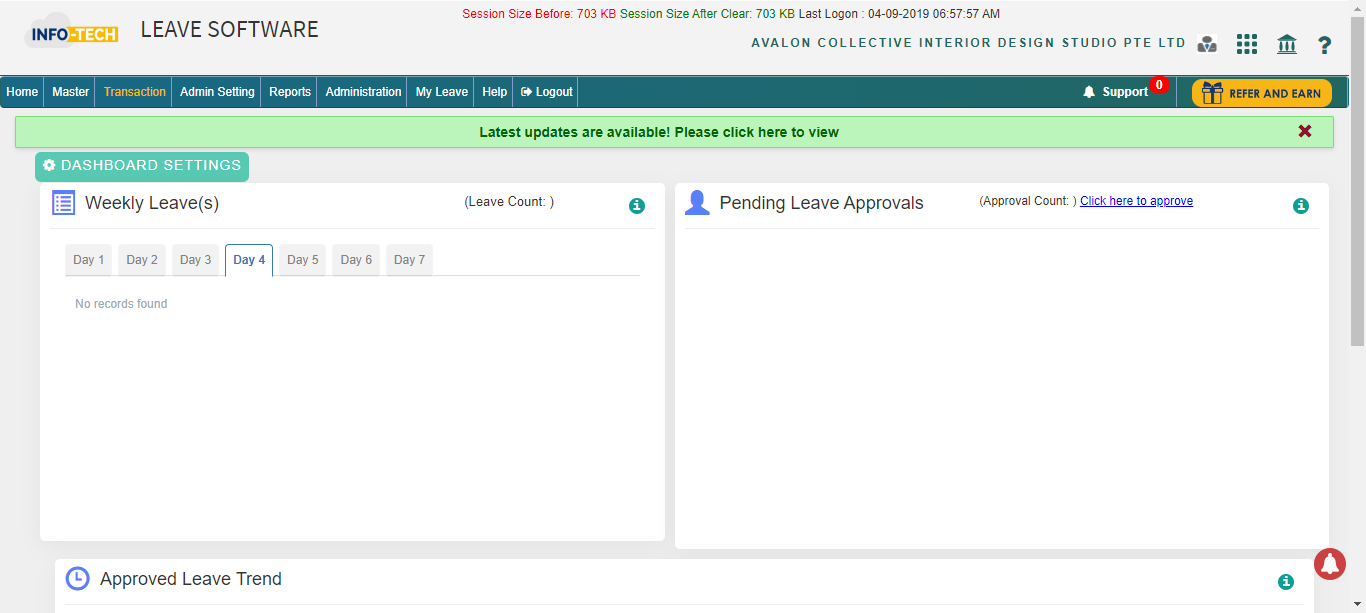 Session Size Before: 703 KB Session Size After Clear: 703 KB Last Logon : 04-09-2019 06:57:57 AM
INFO-TECH LEAVE SOFTWARE
AVALON COLLECTIVE INTERIOR DESIGN STUDIO PTE LTD ?
Home Master Transaction Admin Setting Reports Administration My Leave Help Logout Support 0 REFER AND EARN
Latest updates are available! Please click here to view
DASHBOARD SETTINGS
Weekly Leave(s) (Leave Count: )
Day 1 Day 2 Day 3 Day 4 Day 5 Day 6 Day 7
No records found
Pending Leave Approvals (Approval Count: ) Click here to approve
Approved Leave Trend